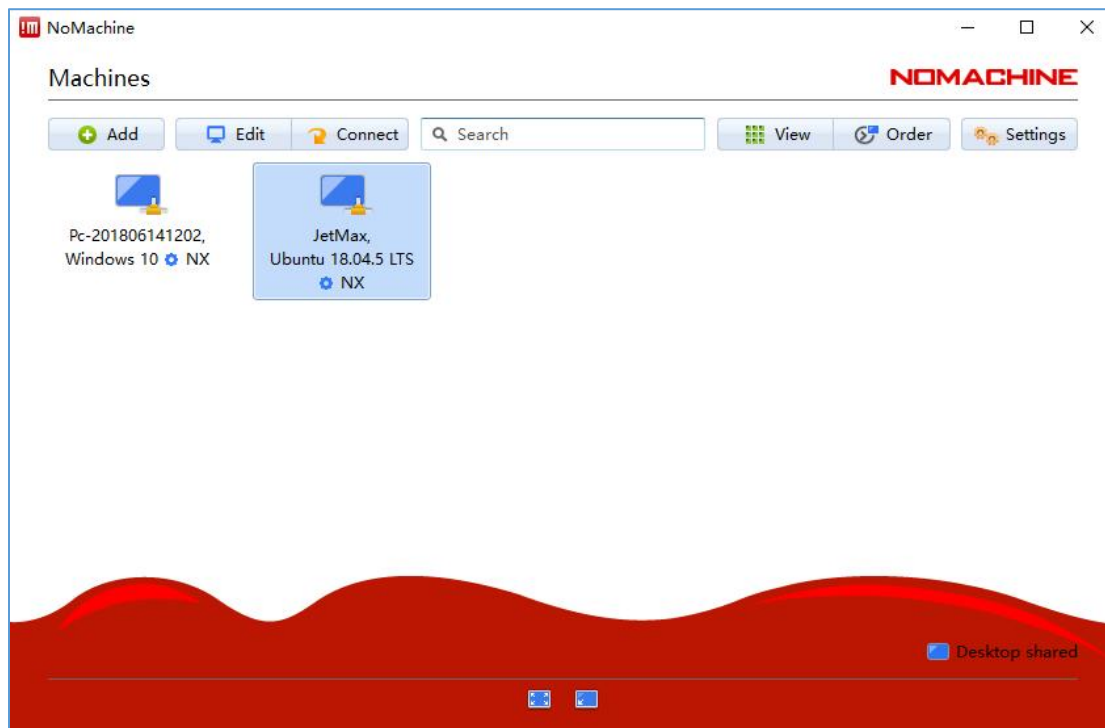 NoMachine
Machines
NOMACHINE
Add
Edit
Connect
Search
View
Order
Settings
Pc-201806141202,
Windows 10 NX
JetMax,
Ubuntu 18.04.5 LTS
NX
Desktop shared